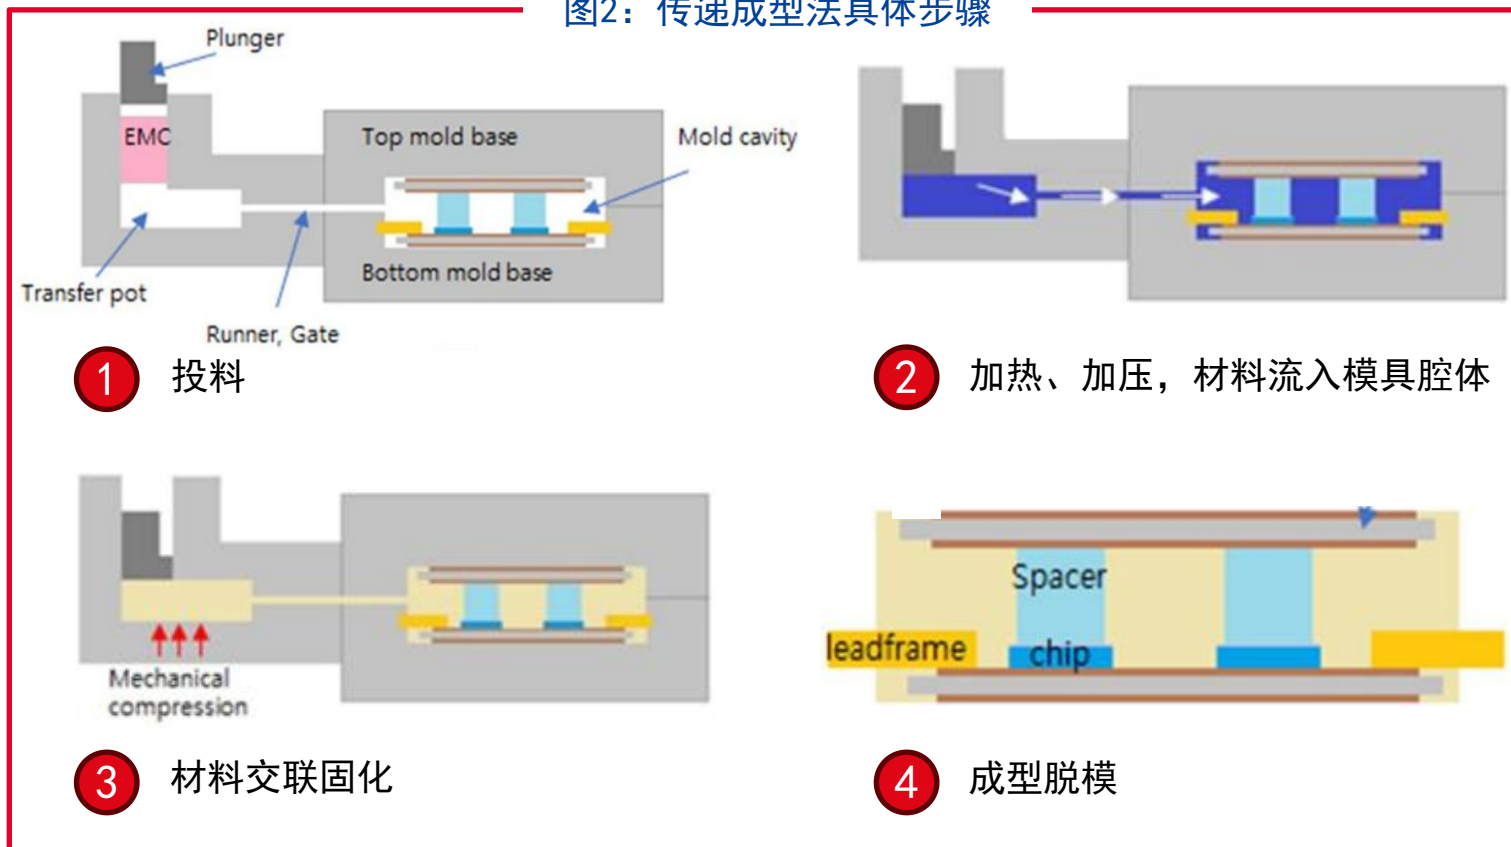 图2：传递成型法具体步骤
Plunger
EMC
Top mold base
Mold cavity
Bottom mold base
Transfer pot
Runner, Gate
1 投料
2 加热、加压，材料流入模具腔体
Mechanical
compression
Spacer
leadframe
chip
3 材料交联固化
4 成型脱模